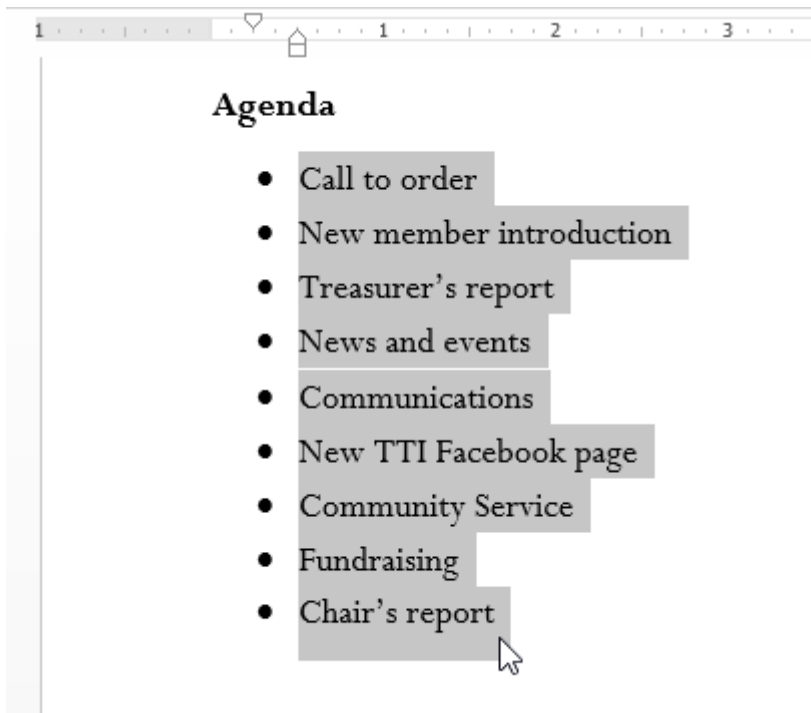 1 1 2 3
Agenda
• Call to order
• New member introduction
• Treasurer’s report
• News and events
• Communications
• New TTI Facebook page
• Community Service
• Fundraising
• Chair’s report